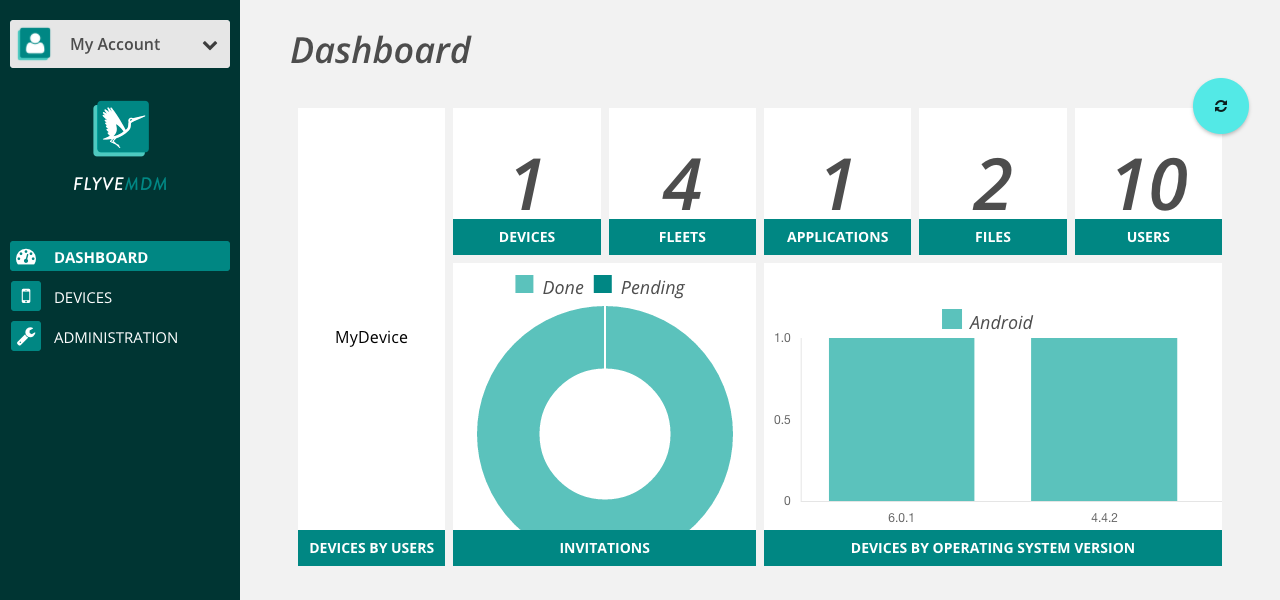 My Account
FLYVEMDM
DASHBOARD
DEVICES
ADMINISTRATION
Dashboard
MyDevice
DEVICES BY USERS
1
DEVICES
4
FLEETS
1
APPLICATIONS
2
FILES
10
USERS
Done Pending
INVITATIONS
Android
1.0
0.5
0
6.0.1 4.4.2
DEVICES BY OPERATING SYSTEM VERSION